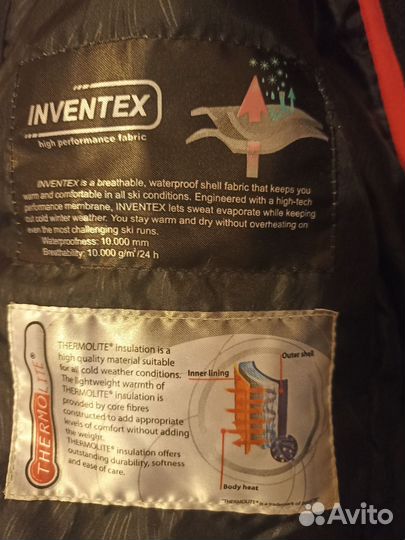 INVENTEX
high performance fabric
INVENTEX is a breathable, waterproof shell fabric that keeps you
warm and comfortable in all ski conditions. Engineered with a high-tech
performance membrane, INVENTEX lets sweat evaporate while keeping
out cold winter weather. You stay warm and dry without overheating on
even the most challenging ski runs.
Waterproofness: 10.000 mm
Breathability: 10.000 g/m²/24 h
THERMOLITE®
THERMOLITE® insulation is a
high quality material suitable
for all cold weather conditions.
The lightweight warmth of
THERMOLITE® insulation is
provided by core fibres
constructed to add appropriate
levels of comfort without adding
the weight.
THERMOLITE® insulation offers
outstanding durability, softness
and ease of care.
Outer shell
Inner lining
Body heat
THERMOLITE® is a trademark of
Avito